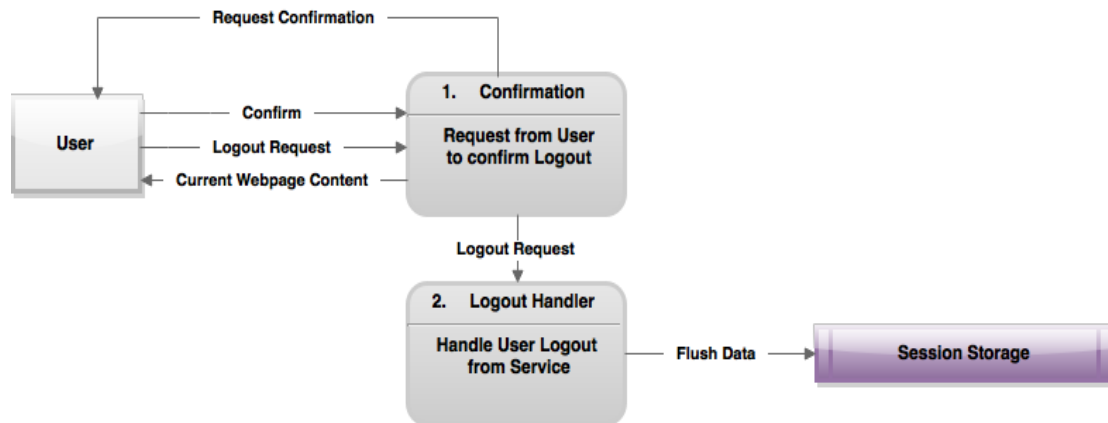 Request Confirmation
1. Confirmation
Confirm
User
Logout Request
Request from User
to confirm Logout
Current Webpage Content
Logout Request
2. Logout Handler
Handle User Logout
from Service
Flush Data
Session Storage